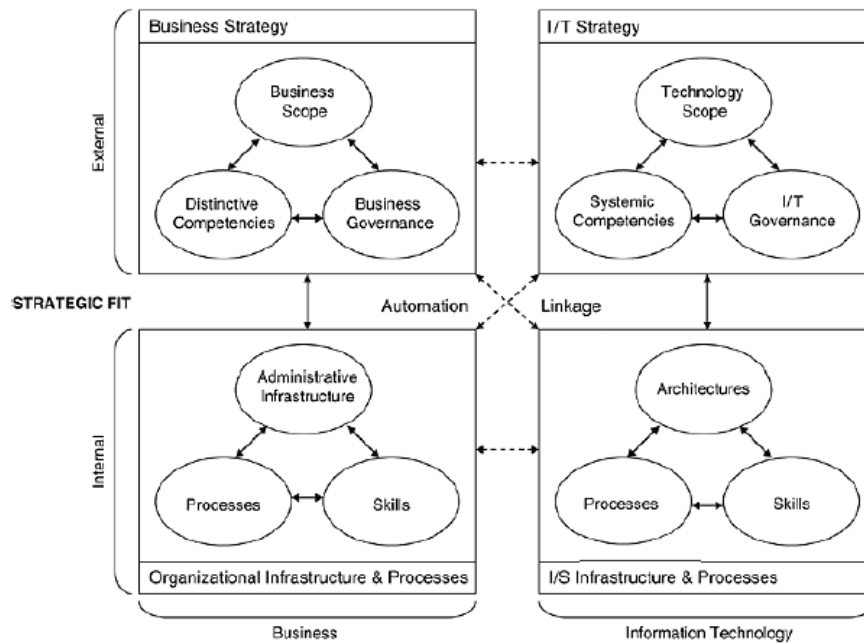 Business Strategy
I/T Strategy
External
Business
Scope
Distinctive
Competencies
Business
Governance
Technology
Scope
Systemic
Competencies
I/T
Governance
STRATEGIC FIT
Automation
Linkage
Internal
Administrative
Infrastructure
Processes
Skills
Architectures
Processes
Skills
Organizational Infrastructure & Processes
I/S Infrastructure & Processes
Business
Information Technology